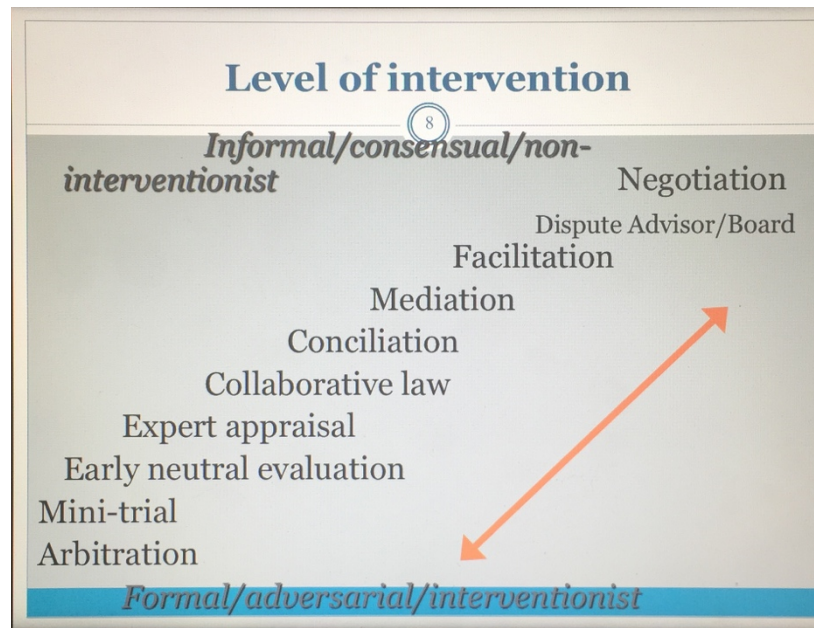 Level of intervention
8
Informal/consensual/non-
interventionist
Negotiation
Dispute Advisor/Board
Facilitation
Mediation
Conciliation
Collaborative law
Expert appraisal
Early neutral evaluation
Mini-trial
Arbitration
Formal/adversarial/interventionist